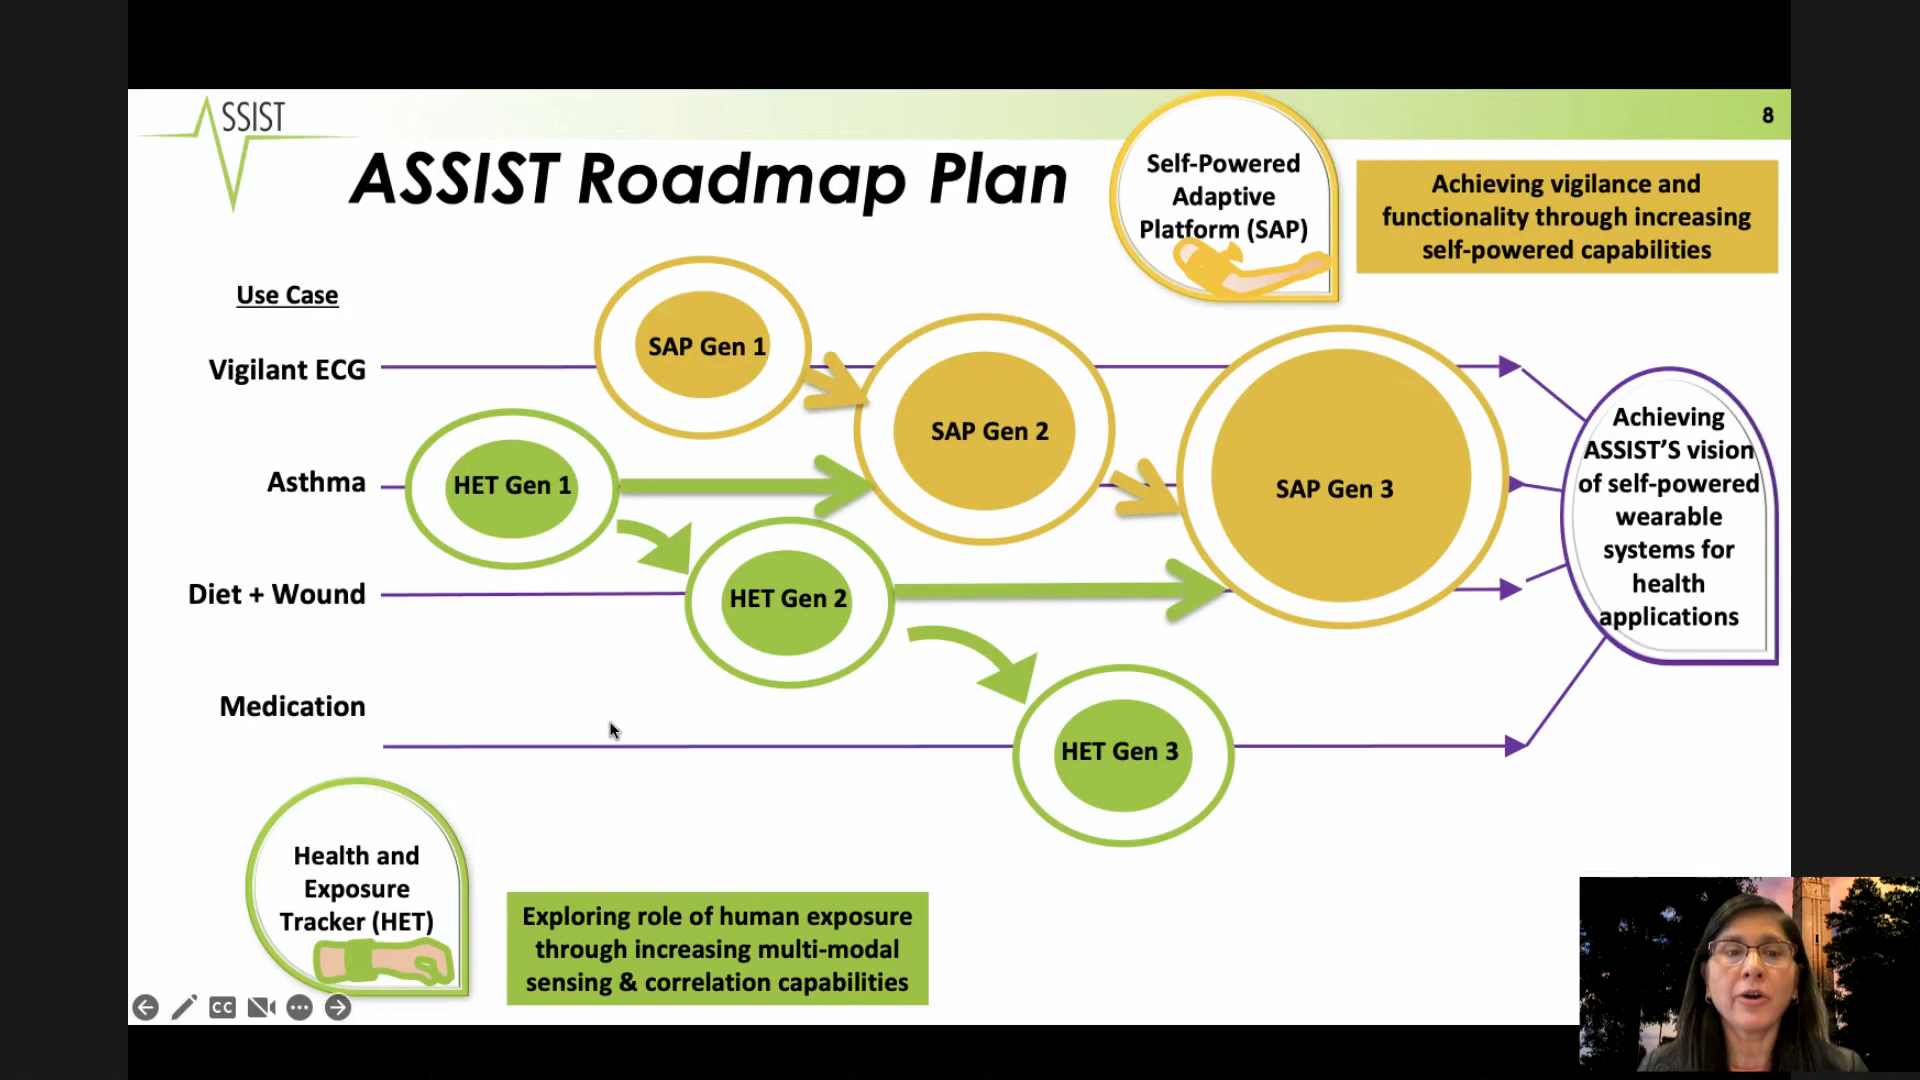 SSIST
8
ASSIST Roadmap Plan
Self-Powered
Adaptive
Platform (SAP)
Achieving vigilance and
functionality through increasing
self-powered capabilities
Use Case
Vigilant ECG
Asthma
Diet + Wound
Medication
SAP Gen 1
SAP Gen 2
SAP Gen 3
HET Gen 1
HET Gen 2
HET Gen 3
Achieving
ASSIST'S vision
of self-powered
wearable
systems for
health
applications
Health and
Exposure
Tracker (HET)
Exploring role of human exposure
through increasing multi-modal
sensing & correlation capabilities
CC